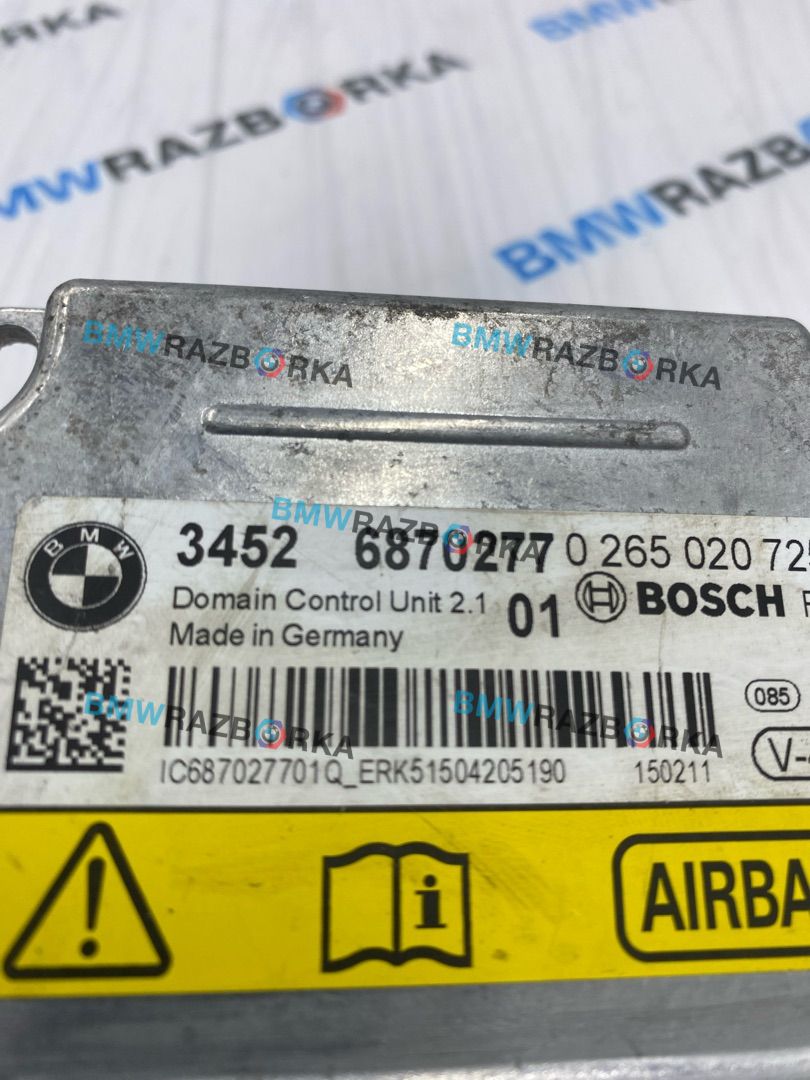 BMWRAZBORKA
BMWRAZBORKA
BMWRAZBORKA
BMWRAZBORKA
BMWRAZBORKA
BMW
3452 6870277 0 265 020 725
Domain Control Unit 2.1 01 BOSCH
Made in Germany
085
BMWRAZBORKA
BMWRAZBORKA
IC687027701Q_ERK51504205190 150211
i
AIRBA